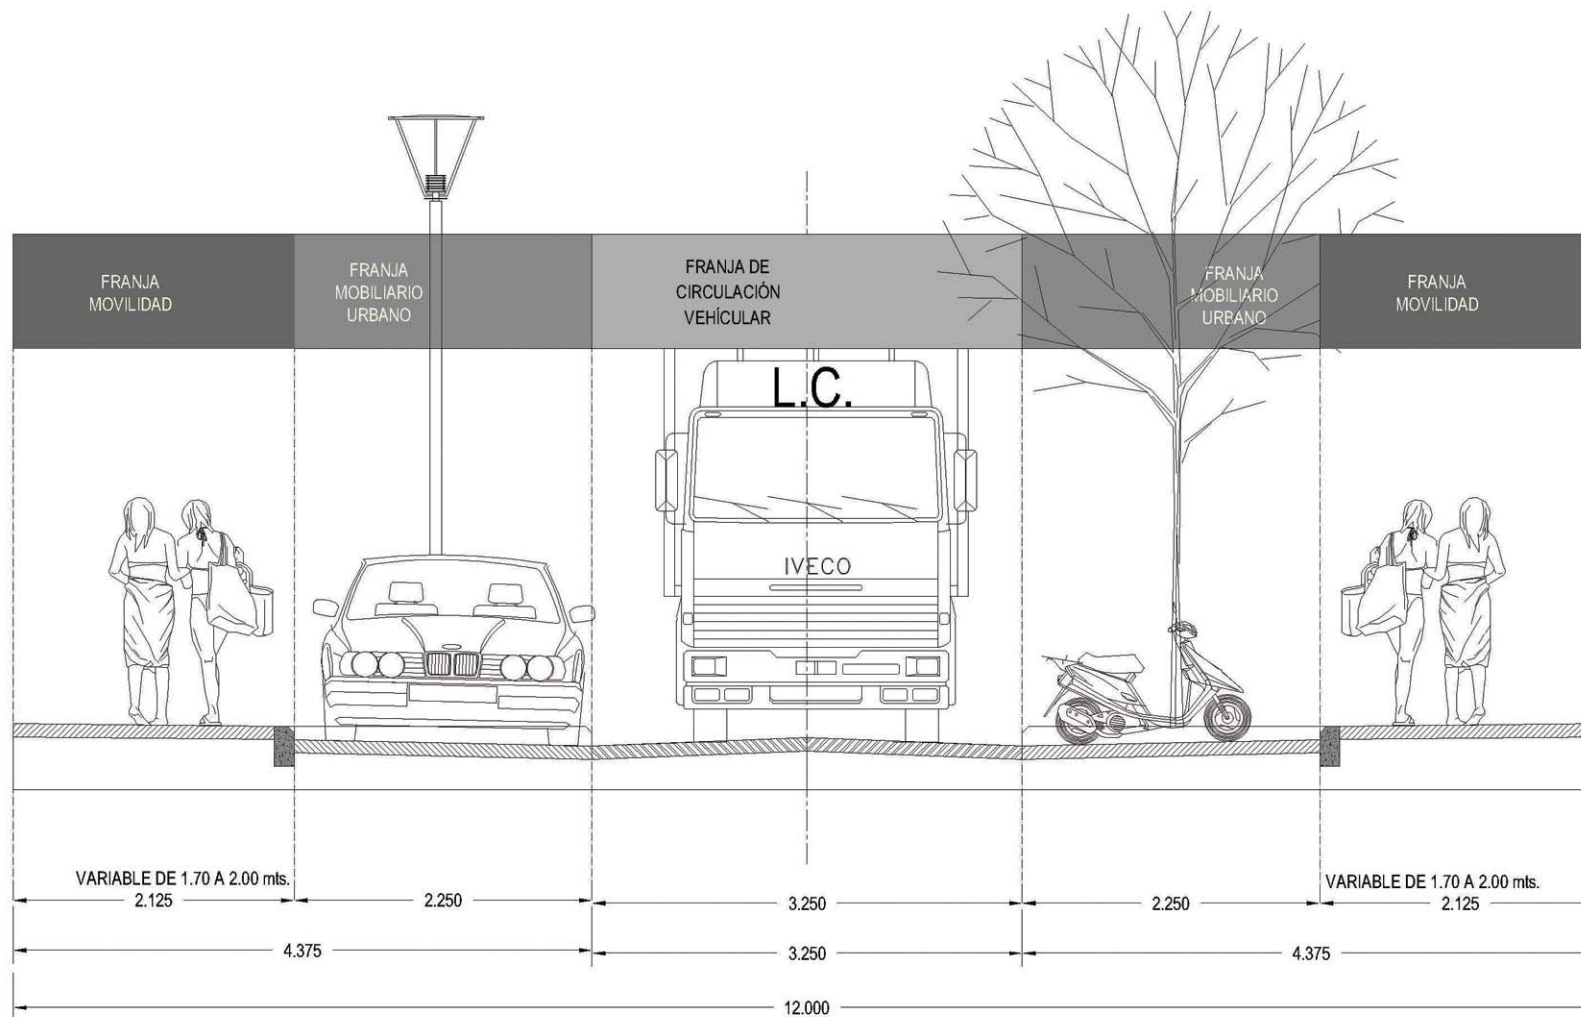 FRANJA
MOVILIDAD
FRANJA
MOBILIARIO
URBANO
FRANJA DE
CIRCULACIÓN
VEHÍCULAR
FRANJA
MOBILIARIO
URBANO
FRANJA
MOVILIDAD
L.C.
IVECO
VARIABLE DE 1.70 A 2.00 mts.
VARIABLE DE 1.70 A 2.00 mts.
2.125
2.250
3.250
2.250
2.125
4.375
3.250
4.375
12.000